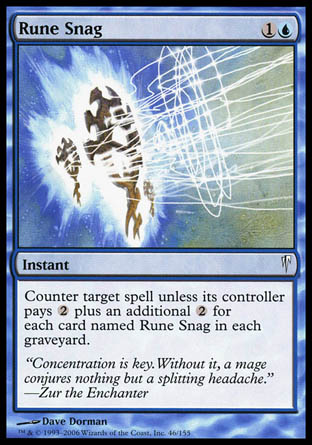 Rune Snag 1
Instant
Counter target spell unless its controller
pays 2 plus an additional 2 for
each card named Rune Snag in each
graveyard.
"Concentration is key. Without it, a mage
conjures nothing but a splitting headache."
—Zur the Enchanter
Dave Dorman
™ & © 1993–2006 Wizards of the Coast, Inc. 46/155